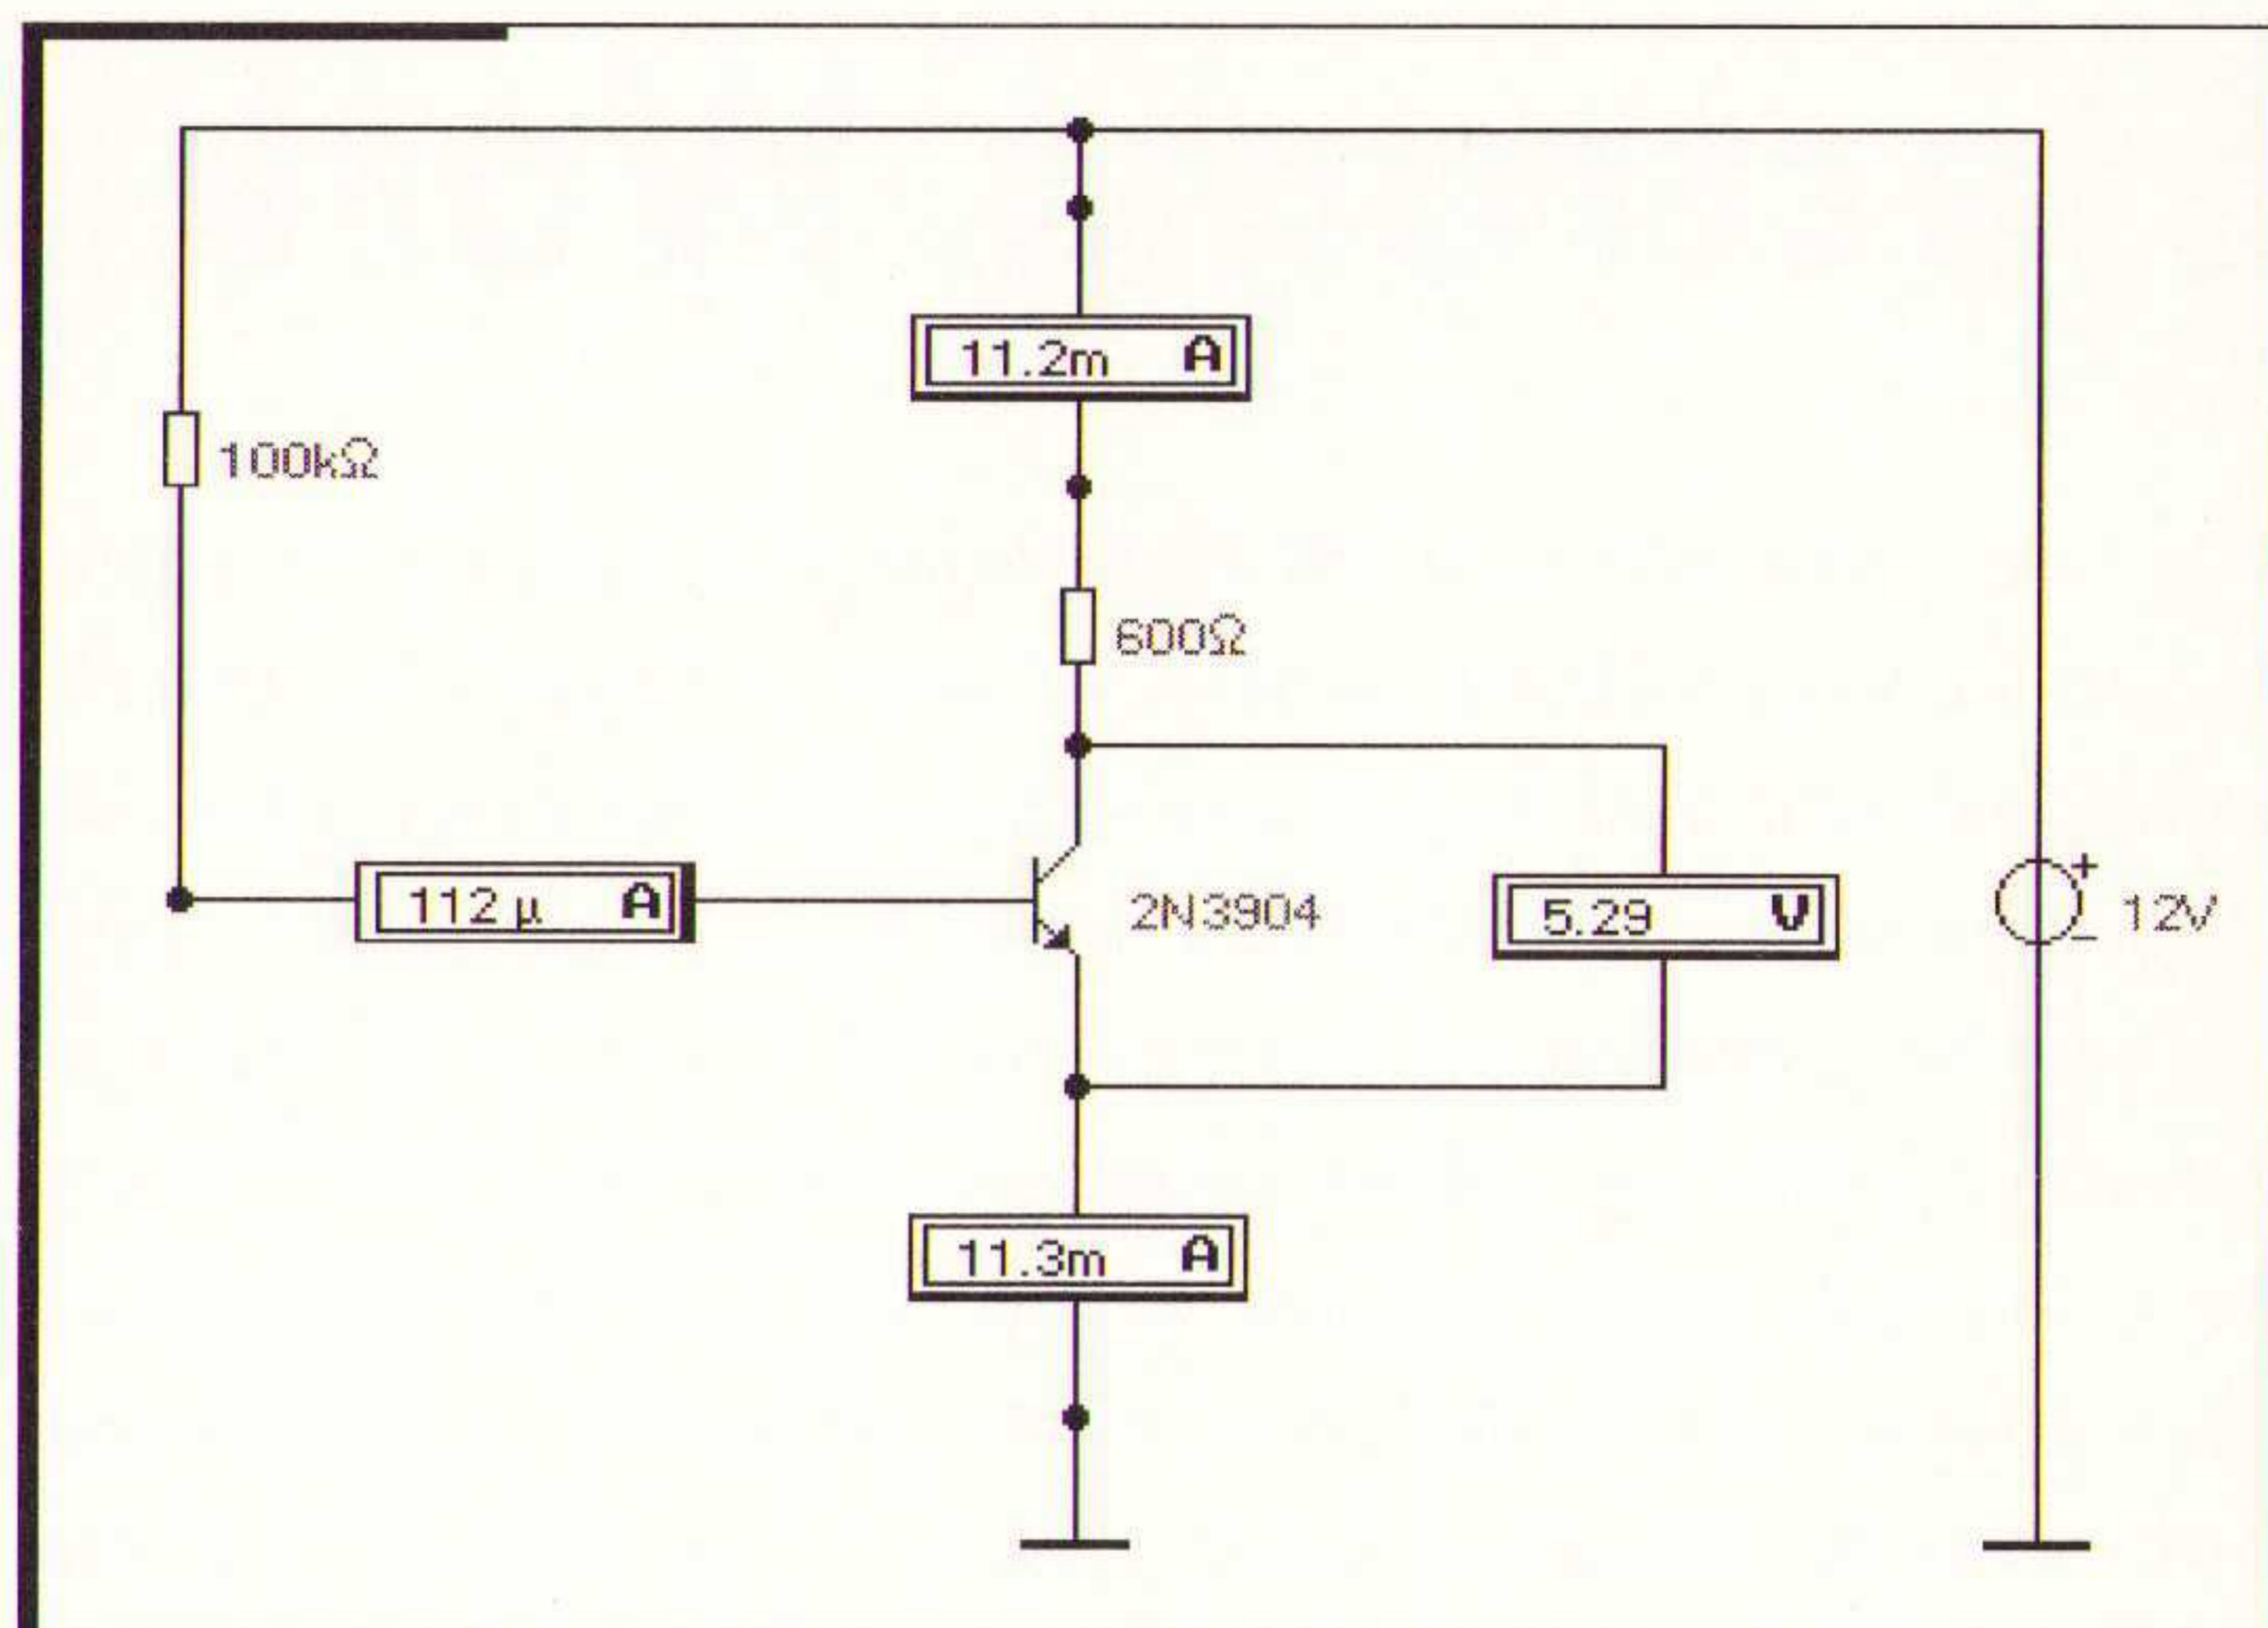 11.2m A
100kΩ
600Ω
112 µ A
2N3904
5.29 V
+
-
12V
11.3m A